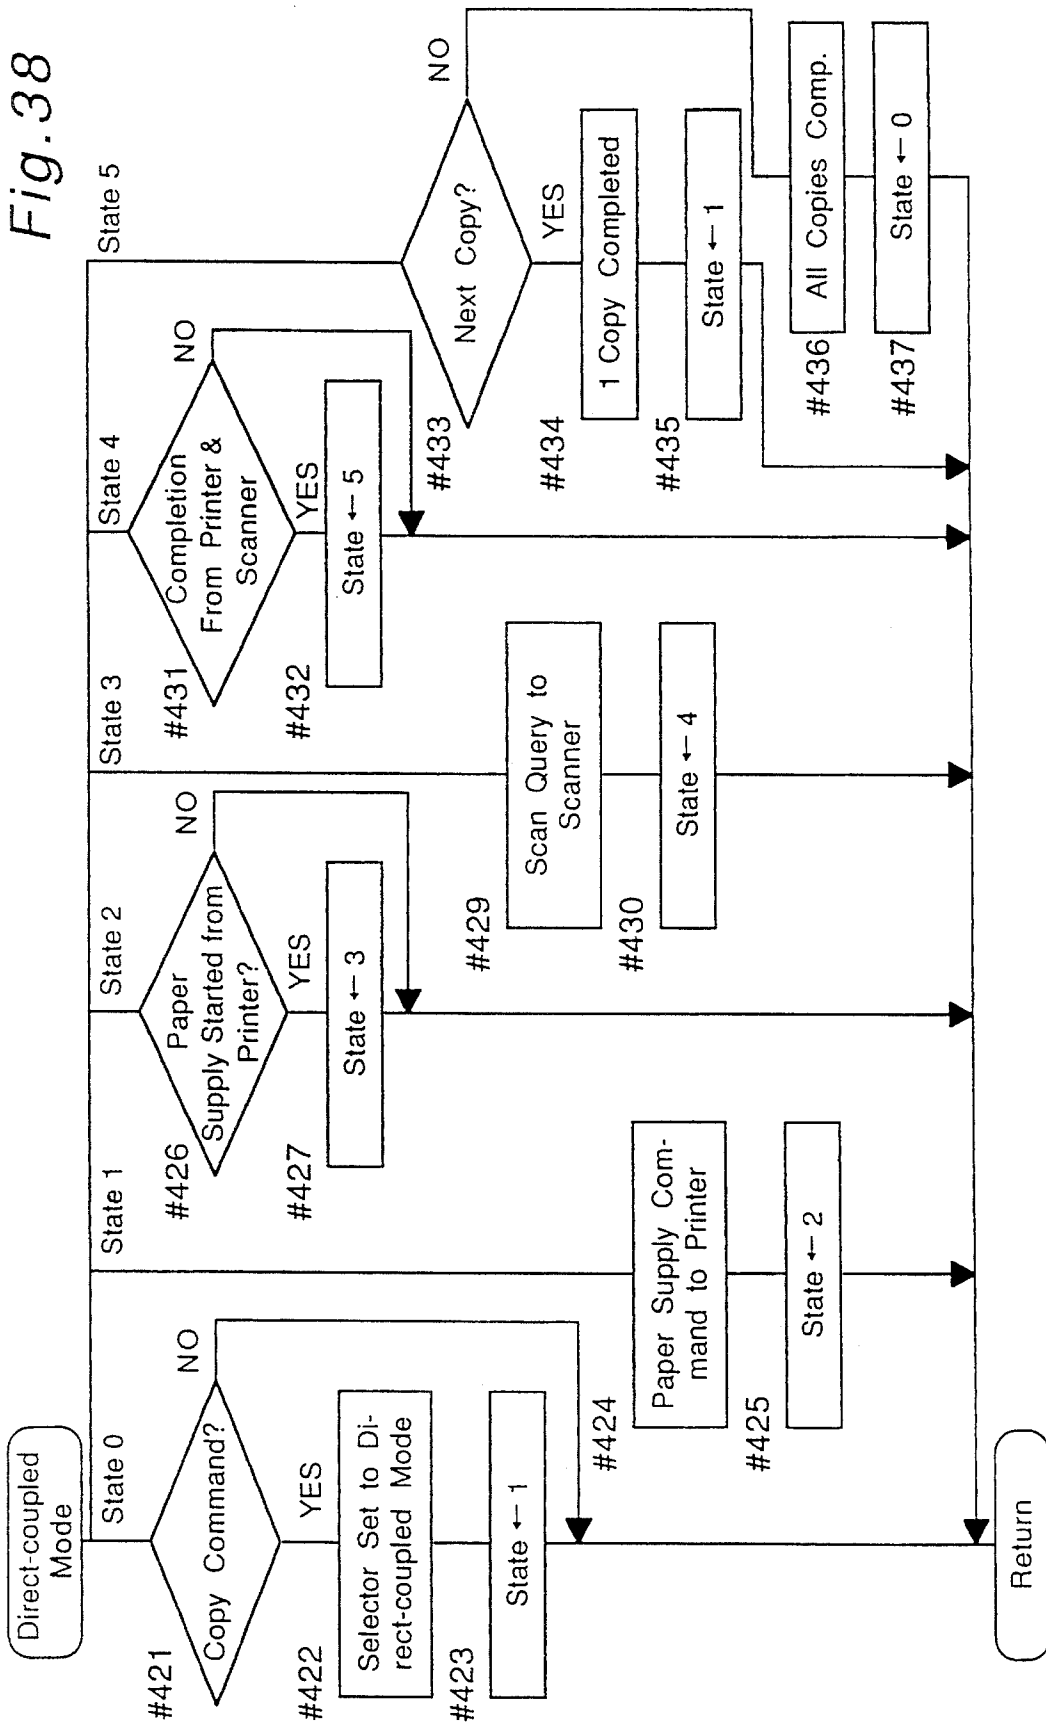 Fig.38
Direct-coupled
Mode
State 0
#421
Copy Command?
NO
YES
#422
Selector Set to Di-
rect-coupled Mode
#423
State ← 1
State 1
#424
Paper Supply Com-
mand to Printer
#425
State ← 2
State 2
#426
Paper
Supply Started from
Printer?
NO
YES
#427
State ← 3
State 3
#429
Scan Query to
Scanner
#430
State ← 4
State 4
#431
Completion
From Printer &
Scanner
NO
YES
#432
State ← 5
State 5
#433
Next Copy?
NO
YES
#434
1 Copy Completed
#435
State ← 1
#436
All Copies Comp.
#437
State ← 0
Return